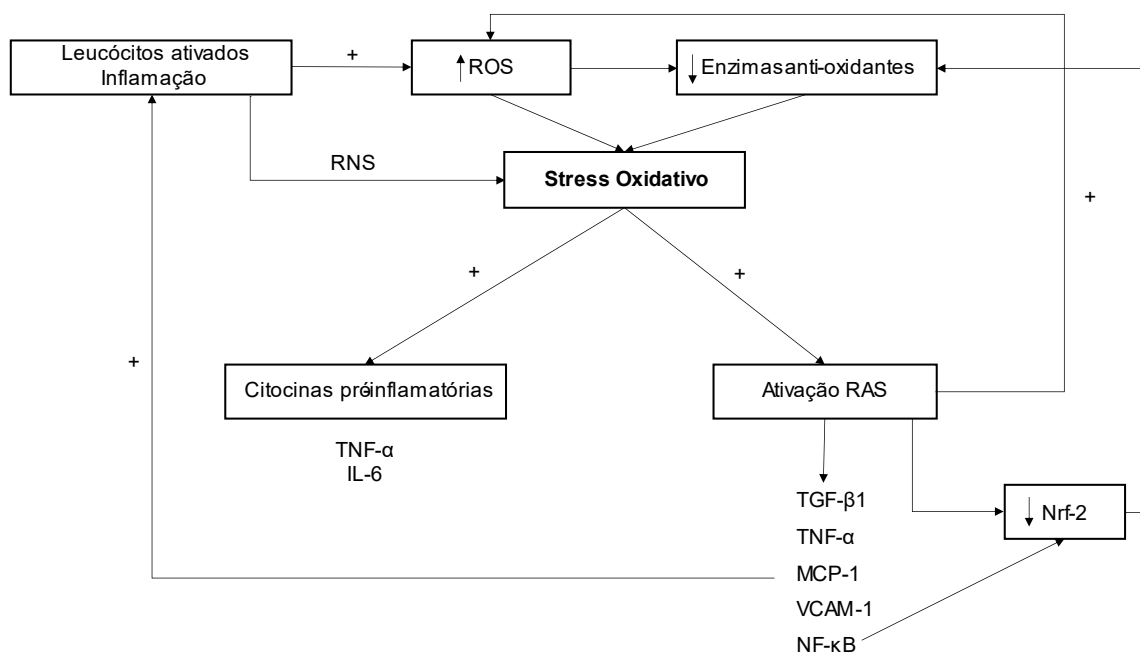 Leucócitos ativados
Inflamação
+
↑ ROS
↓ Enzimasanti-oxidantes
RNS
Stress Oxidativo
+
+
+
+
Citocinas préinflamatórias
Ativação RAS
TNF-α
IL-6
TGF-β1
↓ Nrf-2
TNF-α
MCP-1
VCAM-1
NF-κB